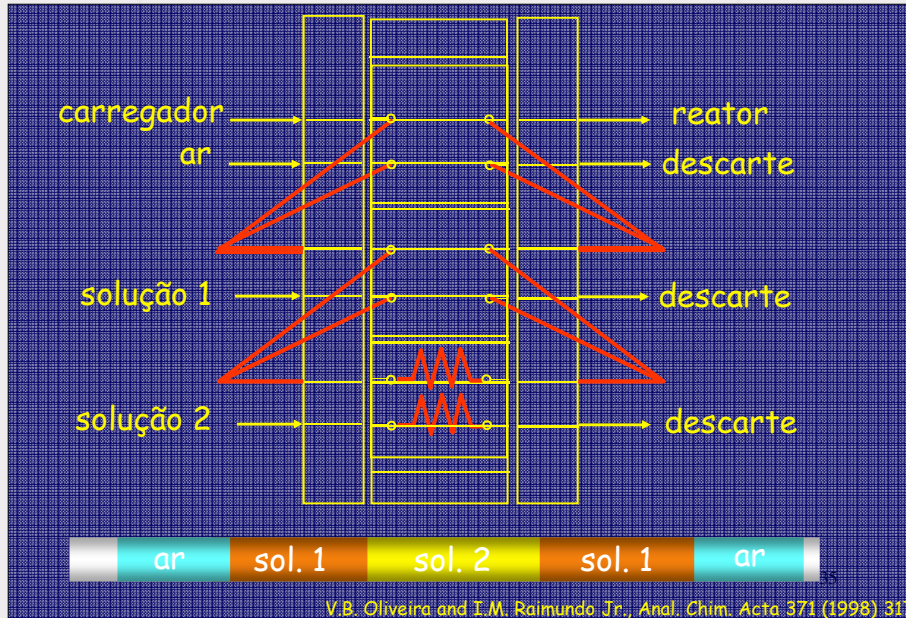 carregador
reator
ar
descarte
solução 1
descarte
solução 2
descarte
ar sol. 1 sol. 2 sol. 1 ar
V.B. Oliveira and I.M. Raimundo Jr., Anal. Chim. Acta 371 (1998) 317